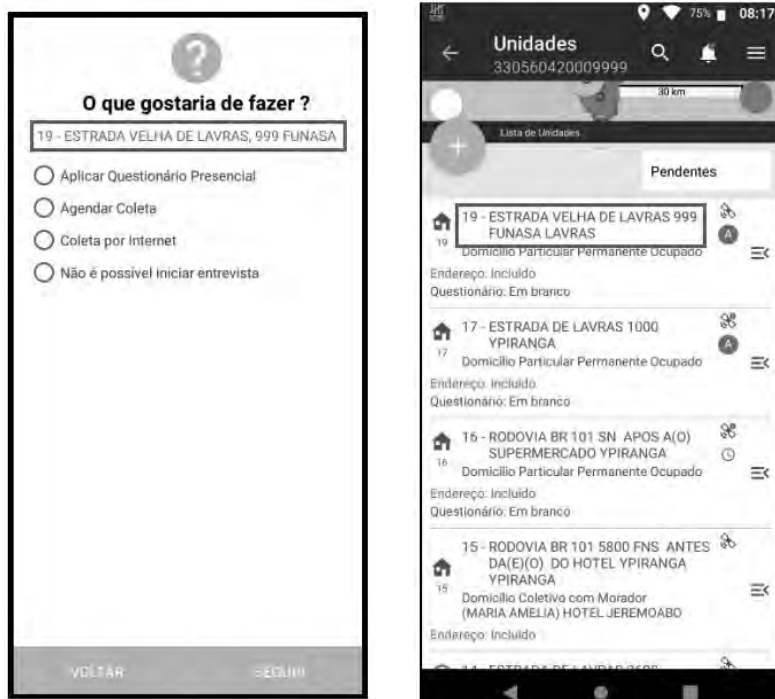 ?
O que gostaria de fazer ?
19 - ESTRADA VELHA DE LAVRAS, 999 FUNASA
Aplicar Questionário Presencial
Agendar Coleta
Coleta por Internet
Não é possível iniciar entrevista
VOLTAR
SEGUIR
75% 08:17
Unidades
330560420009999
30 km
Lista de Unidades
Pendentes
19 - ESTRADA VELHA DE LAVRAS 999
FUNASA LAVRAS
19
A
Domicílio Particular Permanente Ocupado
Endereço: Incluído
Questionário: Em branco
17 - ESTRADA DE LAVRAS 1000
YPIRANGA
17
A
Domicílio Particular Permanente Ocupado
Endereço: Incluído
Questionário: Em branco
16 - RODOVIA BR 101 SN APOS A(O)
SUPERMERCADO YPIRANGA
16
Domicílio Particular Permanente Ocupado
Endereço: Incluído
Questionário: Em branco
15 - RODOVIA BR 101 5800 FNS ANTES
DA(E)(O) DO HOTEL YPIRANGA
YPIRANGA
15
Domicílio Coletivo com Morador
(MARIA AMELIA) HOTEL JEREMOABO
Endereço: Incluído
ESTRADA DE LAVRAS